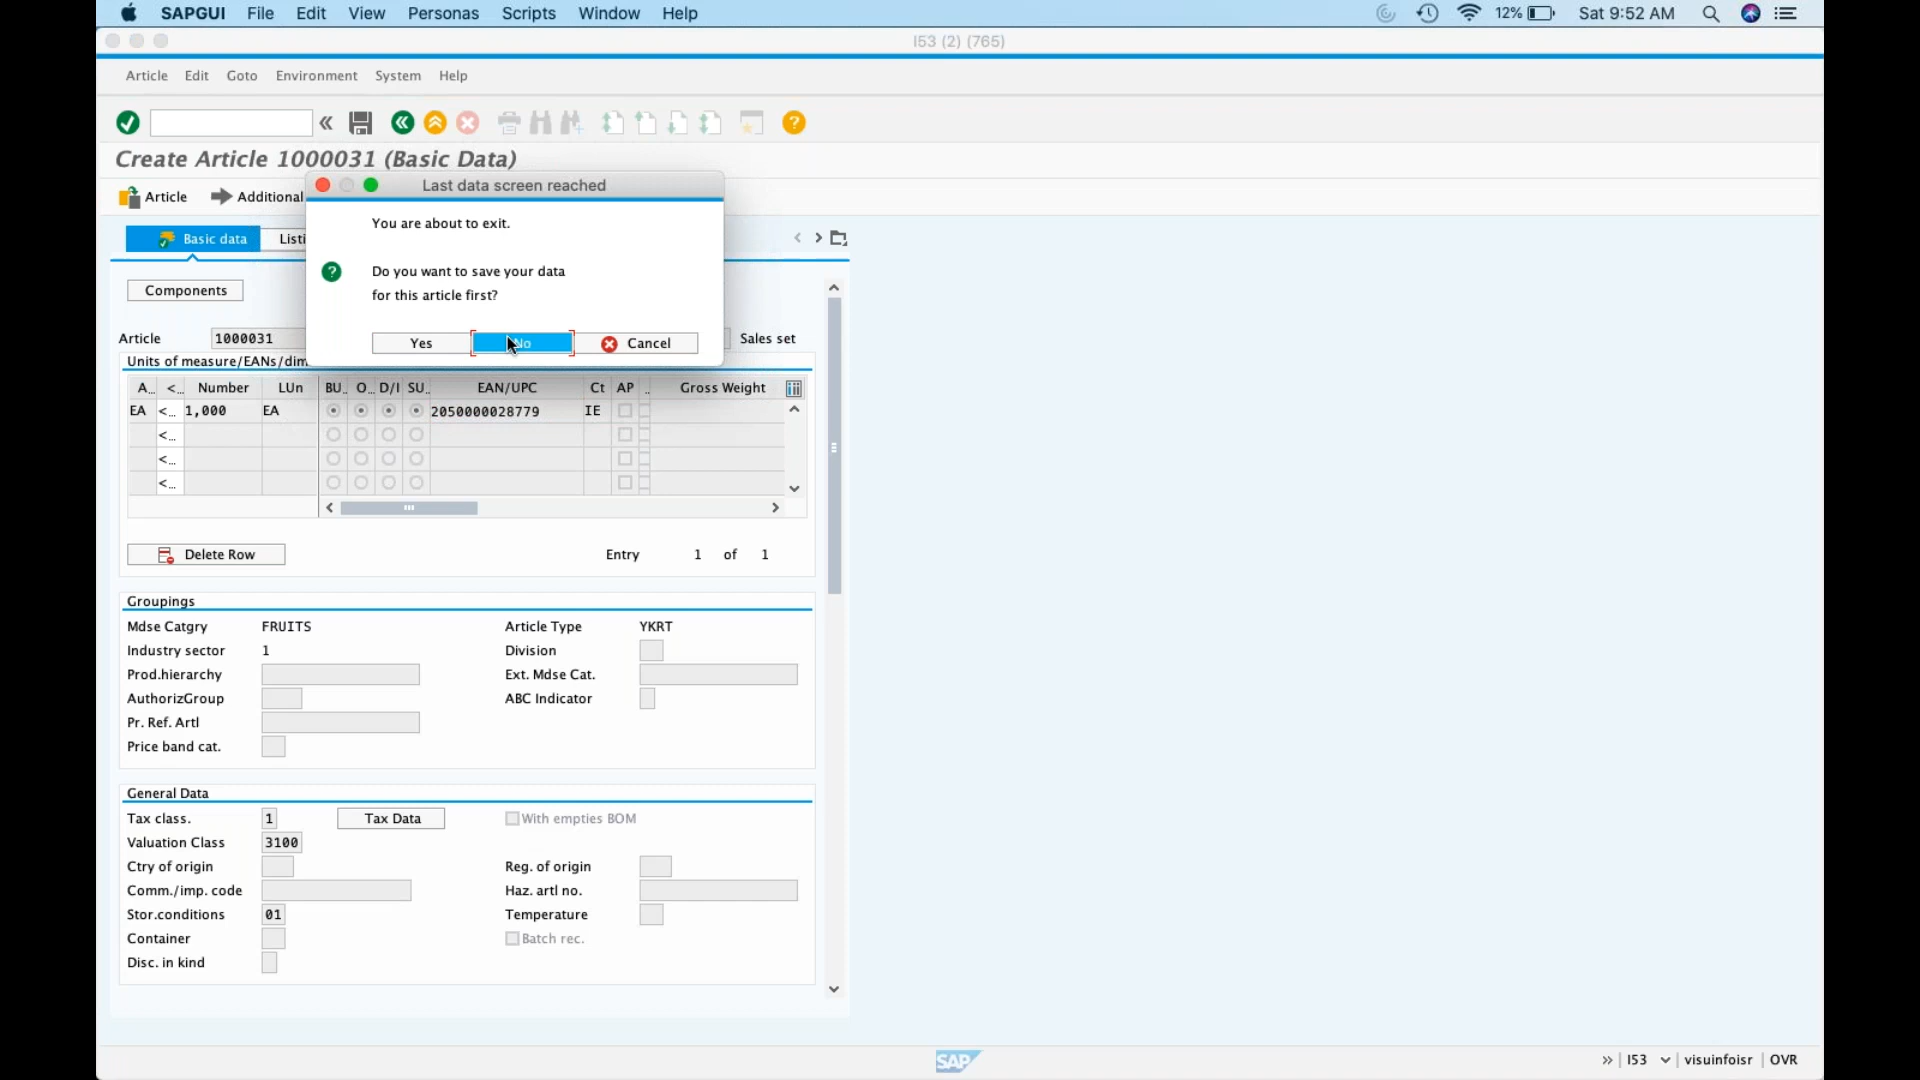 SAPGUI File Edit View Personas Scripts Window Help 12% Sat 9:52 AM
I53 (2) (765)
Article Edit Goto Environment System Help
Create Article 1000031 (Basic Data)
Article Additional
Last data screen reached
You are about to exit.
Do you want to save your data
for this article first?
Yes No Cancel
Basic data Listi
Components
Article 1000031 Sales set
Units of measure/EANs/dim
A.. <.. Number LUn BU.. O.. D/I SU.. EAN/UPC Ct AP .. Gross Weight
EA <.. 1,000 EA 2050000028779 IE
<..
<..
<..
Delete Row Entry 1 of 1
Groupings
Mdse Catgry FRUITS Article Type YKRT
Industry sector 1 Division
Prod.hierarchy Ext. Mdse Cat.
AuthorizGroup ABC Indicator
Pr. Ref. Artl
Price band cat.
General Data
Tax class. 1 Tax Data With empties BOM
Valuation Class 3100
Ctry of origin Reg. of origin
Comm./imp. code Haz. artl no.
Stor.conditions 01 Temperature
Container Batch rec.
Disc. in kind
SAP I53 visuinfoisr OVR